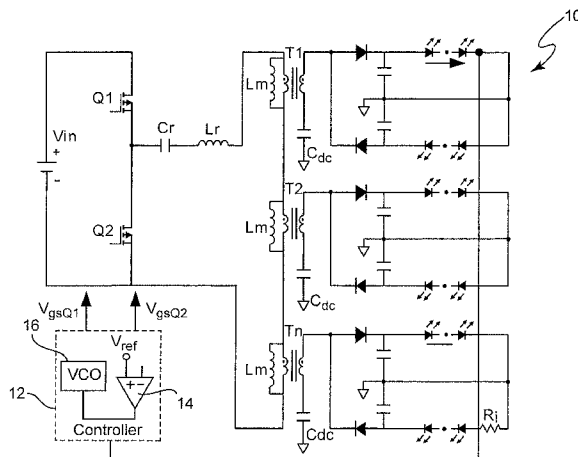 10
T1
Lm
Q1
Cr
Lr
Vin
+
-
Cdc
T2
Q2
Lm
Cdc
VgsQ1
VgsQ2
Tn
Lm
16
Vref
VCO
+ -
12
14
Controller
Cdc
Ri